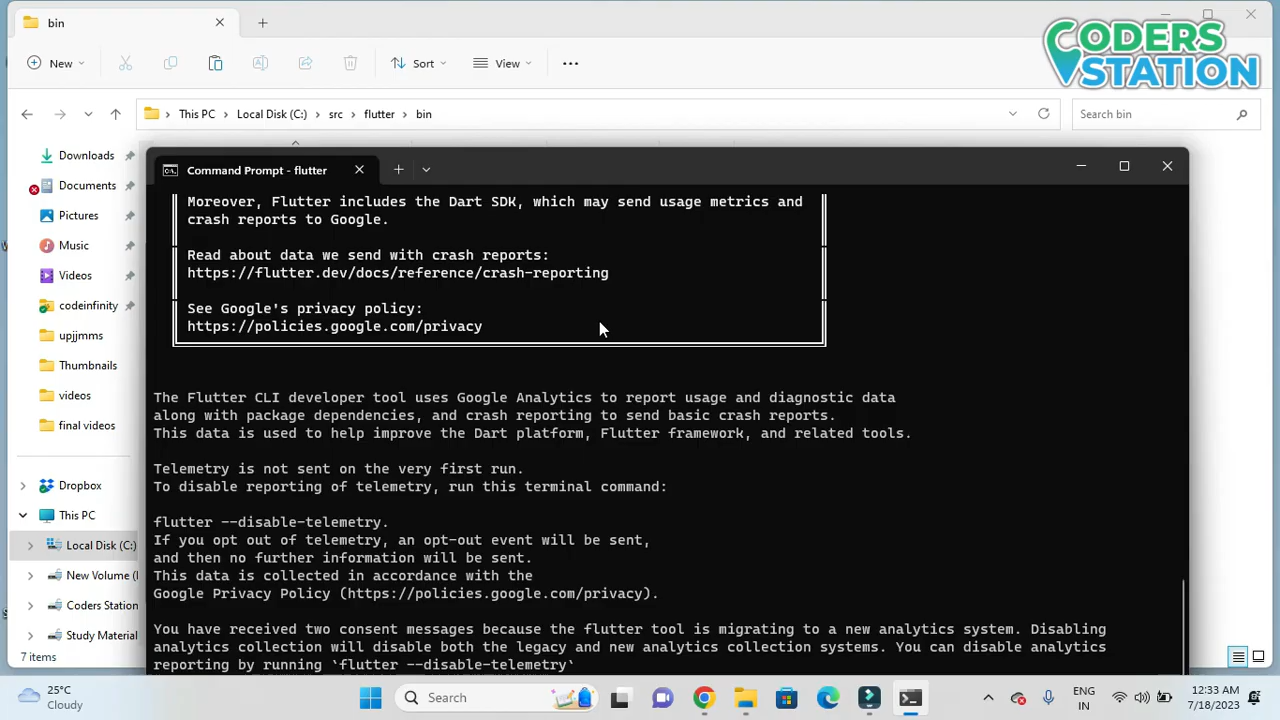 bin
CODERS
STATION
New
Sort
View
This PC
Local Disk (C:)
src
flutter
bin
Search bin
Downloads
Documents
Pictures
Music
Videos
codeinfinity
upjjmms
Thumbnails
videos
final videos
Dropbox
This PC
Local Disk (C:)
New Volume (
Coders Station
Study Material
7 items
Command Prompt - flutter
Moreover, Flutter includes the Dart SDK, which may send usage metrics and
crash reports to Google.
Read about data we send with crash reports:
https://flutter.dev/docs/reference/crash-reporting
See Google's privacy policy:
https://policies.google.com/privacy
The Flutter CLI developer tool uses Google Analytics to report usage and diagnostic data
along with package dependencies, and crash reporting to send basic crash reports.
This data is used to help improve the Dart platform, Flutter framework, and related tools.
Telemetry is not sent on the very first run.
To disable reporting of telemetry, run this terminal command:
flutter --disable-telemetry.
If you opt out of telemetry, an opt-out event will be sent,
and then no further information will be sent.
This data is collected in accordance with the
Google Privacy Policy (https://policies.google.com/privacy).
You have received two consent messages because the flutter tool is migrating to a new analytics system. Disabling
analytics collection will disable both the legacy and new analytics collection systems. You can disable analytics
reporting by running `flutter --disable-telemetry`
25°C
Cloudy
Search
ENG
IN
12:33 AM
7/18/2023